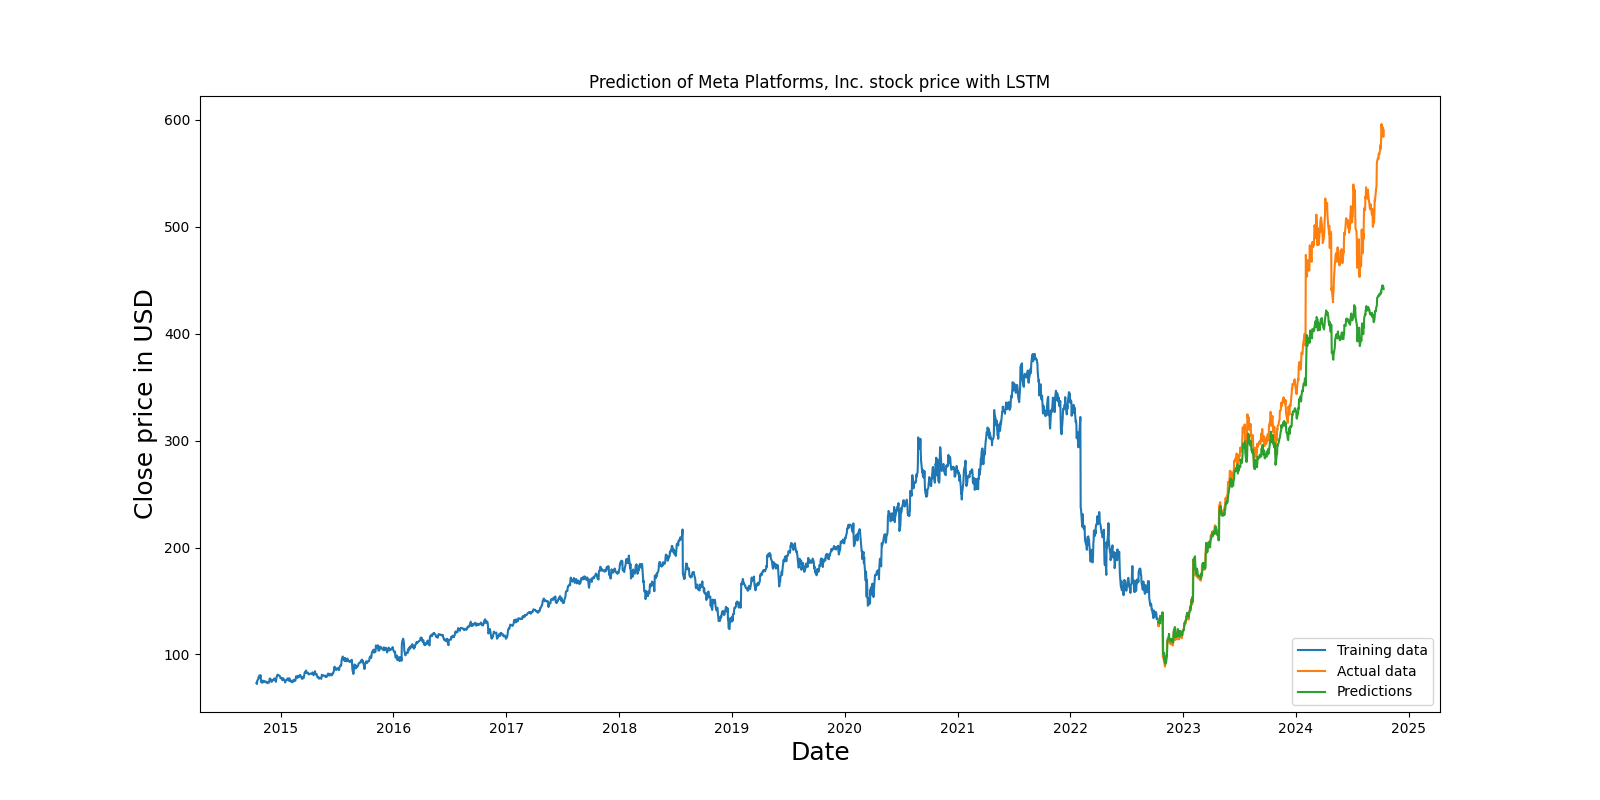 Prediction of Meta Platforms, Inc. stock price with LSTM
Close price in USD
600
500
400
300
200
100
2015 2016 2017 2018 2019 2020 2021 2022 2023 2024 2025
Date
Training data
Actual data
Predictions